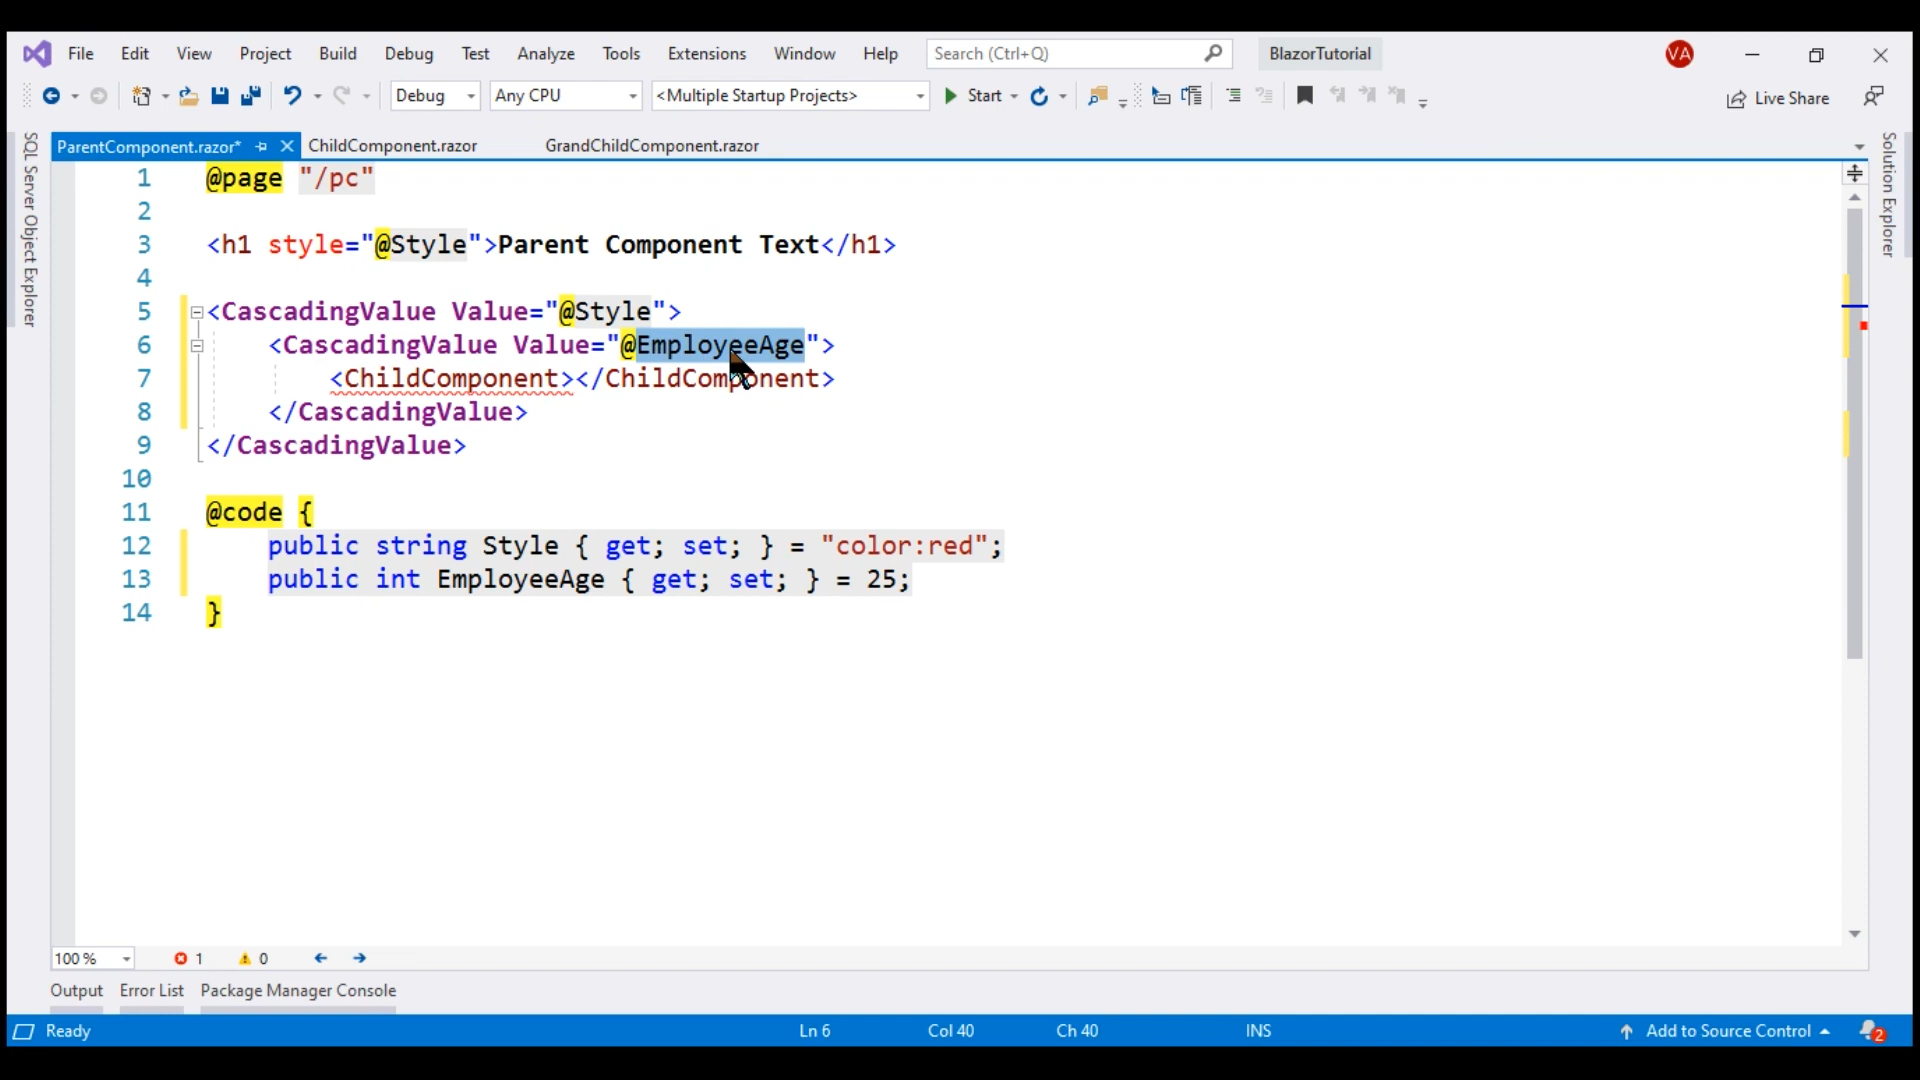 File Edit View Project Build Debug Test Analyze Tools Extensions Window Help Search (Ctrl+Q) BlazorTutorial VA
Debug Any CPU <Multiple Startup Projects> Start Live Share
SQL Server Object Explorer
Solution Explorer
ParentComponent.razor* ChildComponent.razor GrandChildComponent.razor
1 @page "/pc"
2
3 <h1 style="@Style">Parent Component Text</h1>
4
5 <CascadingValue Value="@Style">
6 <CascadingValue Value="@EmployeeAge">
7 <ChildComponent></ChildComponent>
8 </CascadingValue>
9 </CascadingValue>
10
11 @code {
12 public string Style { get; set; } = "color:red";
13 public int EmployeeAge { get; set; } = 25;
14 }
100 % 1 0
Output Error List Package Manager Console
Ready Ln 6 Col 40 Ch 40 INS Add to Source Control 2